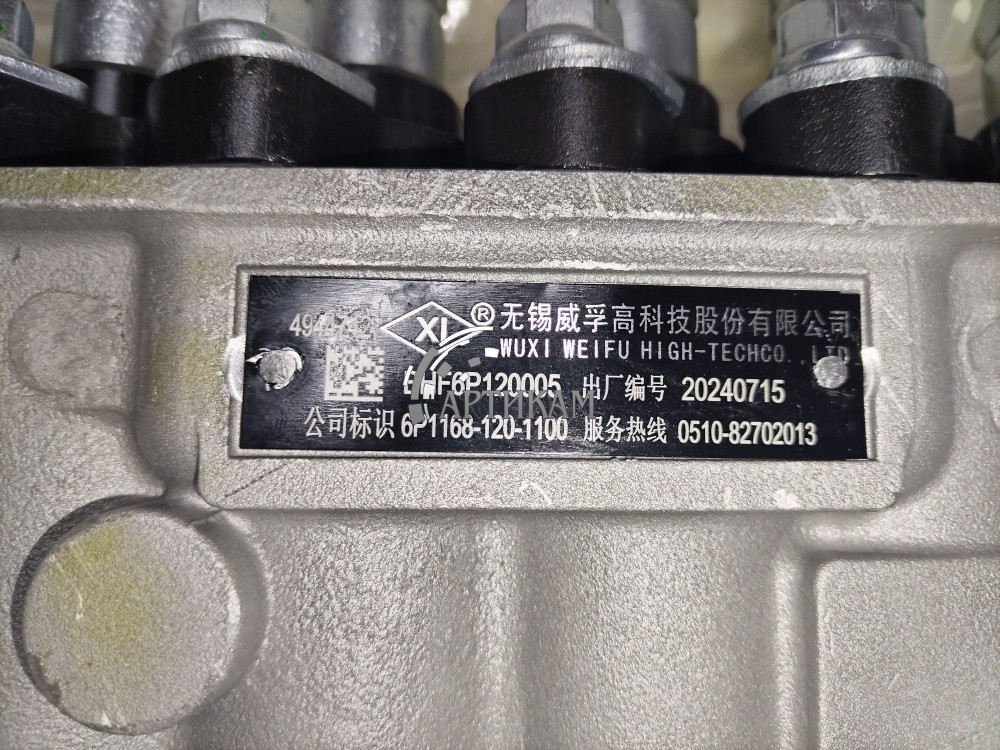 XI ® 无锡威孚高科技股份有限公司
WUXI WEIFU HIGH-TECHCO., LTD
F6P120005 出厂编号 20240715
АРТИКАМ
公司标识 6P1168-120-1100 服务热线 0510-82702013